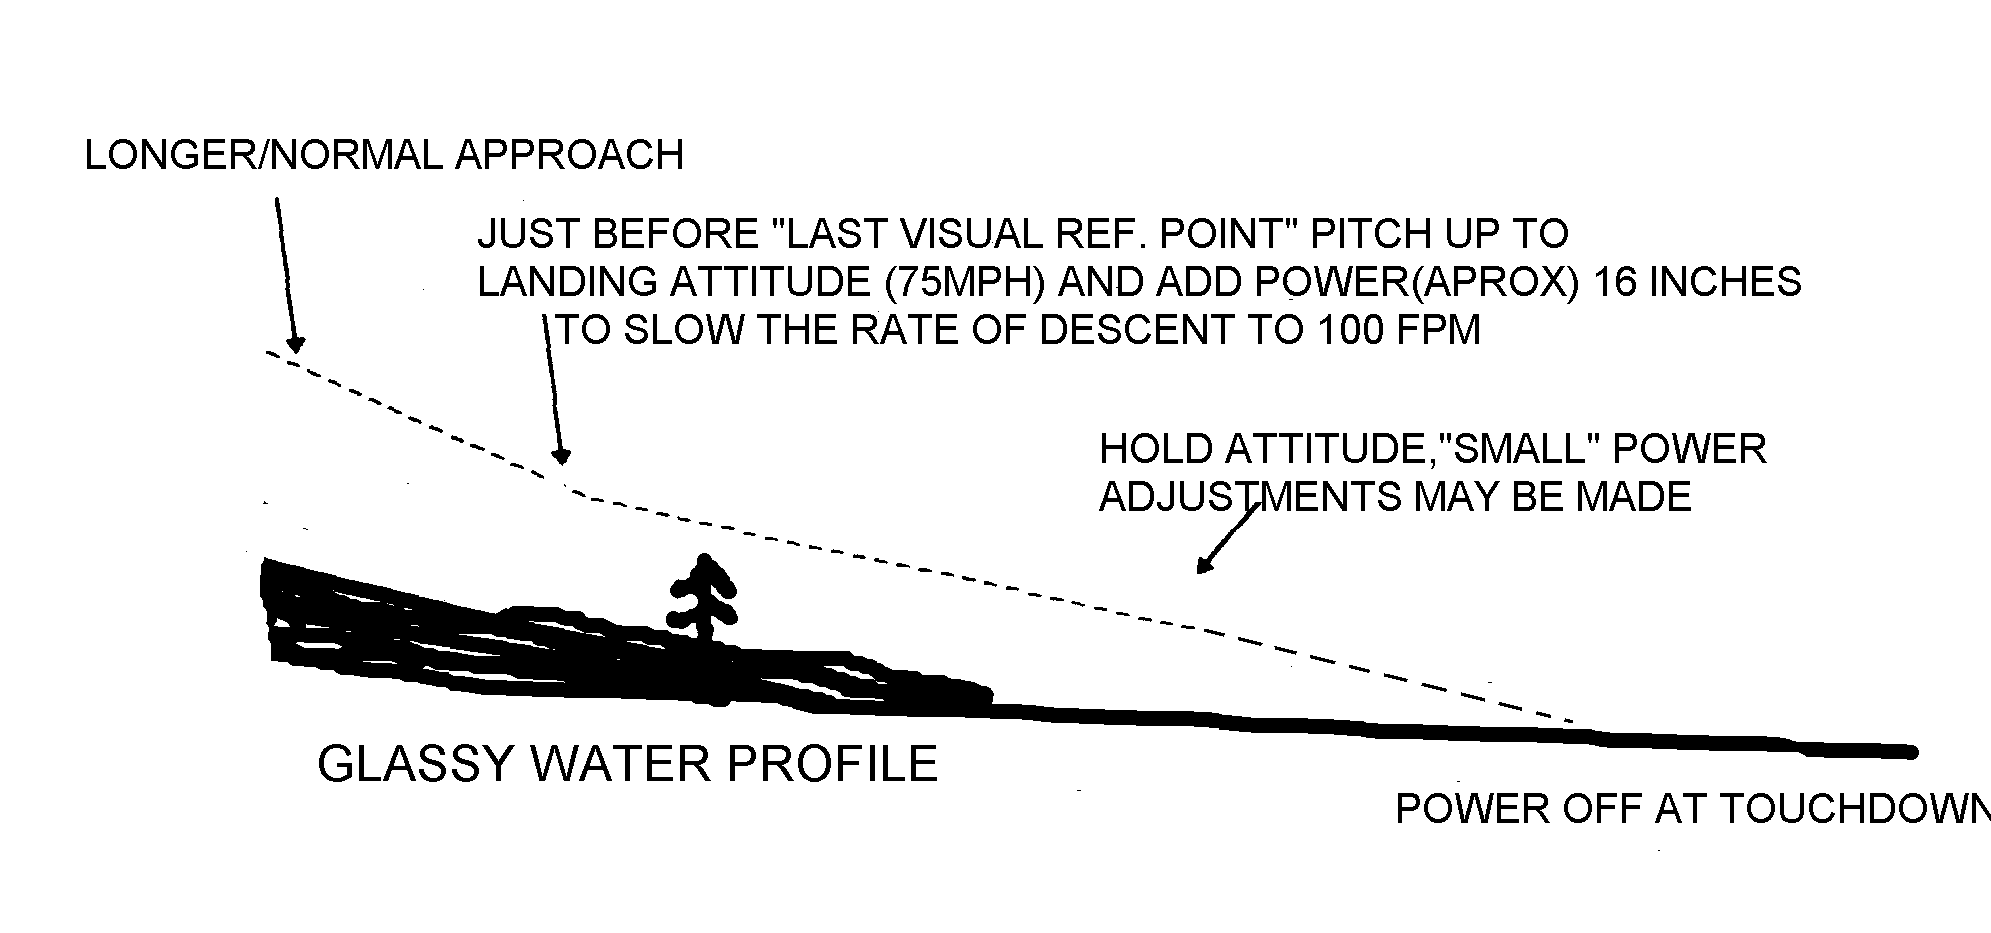 LONGER/NORMAL APPROACH
JUST BEFORE "LAST VISUAL REF. POINT" PITCH UP TO
LANDING ATTITUDE (75MPH) AND ADD POWER(APROX) 16 INCHES
TO SLOW THE RATE OF DESCENT TO 100 FPM
HOLD ATTITUDE,"SMALL" POWER
ADJUSTMENTS MAY BE MADE
GLASSY WATER PROFILE
POWER OFF AT TOUCHDOWN